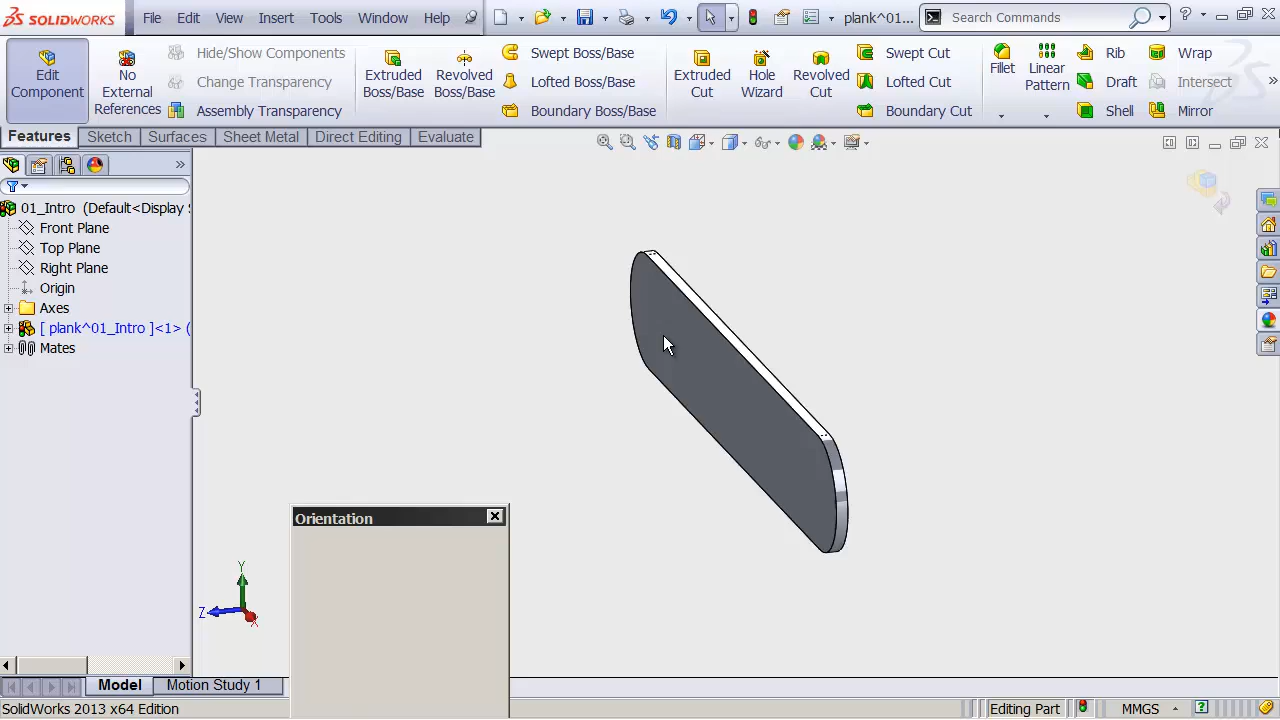 SOLIDWORKS File Edit View Insert Tools Window Help plank^01... Search Commands ?
Edit Component
No External References
Hide/Show Components
Change Transparency
Assembly Transparency
Extruded Boss/Base
Revolved Boss/Base
Swept Boss/Base
Lofted Boss/Base
Boundary Boss/Base
Extruded Cut
Hole Wizard
Revolved Cut
Swept Cut
Lofted Cut
Boundary Cut
Fillet
Linear Pattern
Rib
Draft
Shell
Wrap
Intersect
Mirror
Features Sketch Surfaces Sheet Metal Direct Editing Evaluate
01_Intro (Default<Display
Front Plane
Top Plane
Right Plane
Origin
Axes
[ plank^01_Intro ]<1> (
Mates
Orientation
Y
Z
X
Model Motion Study 1
SolidWorks 2013 x64 Edition Editing Part MMGS ?